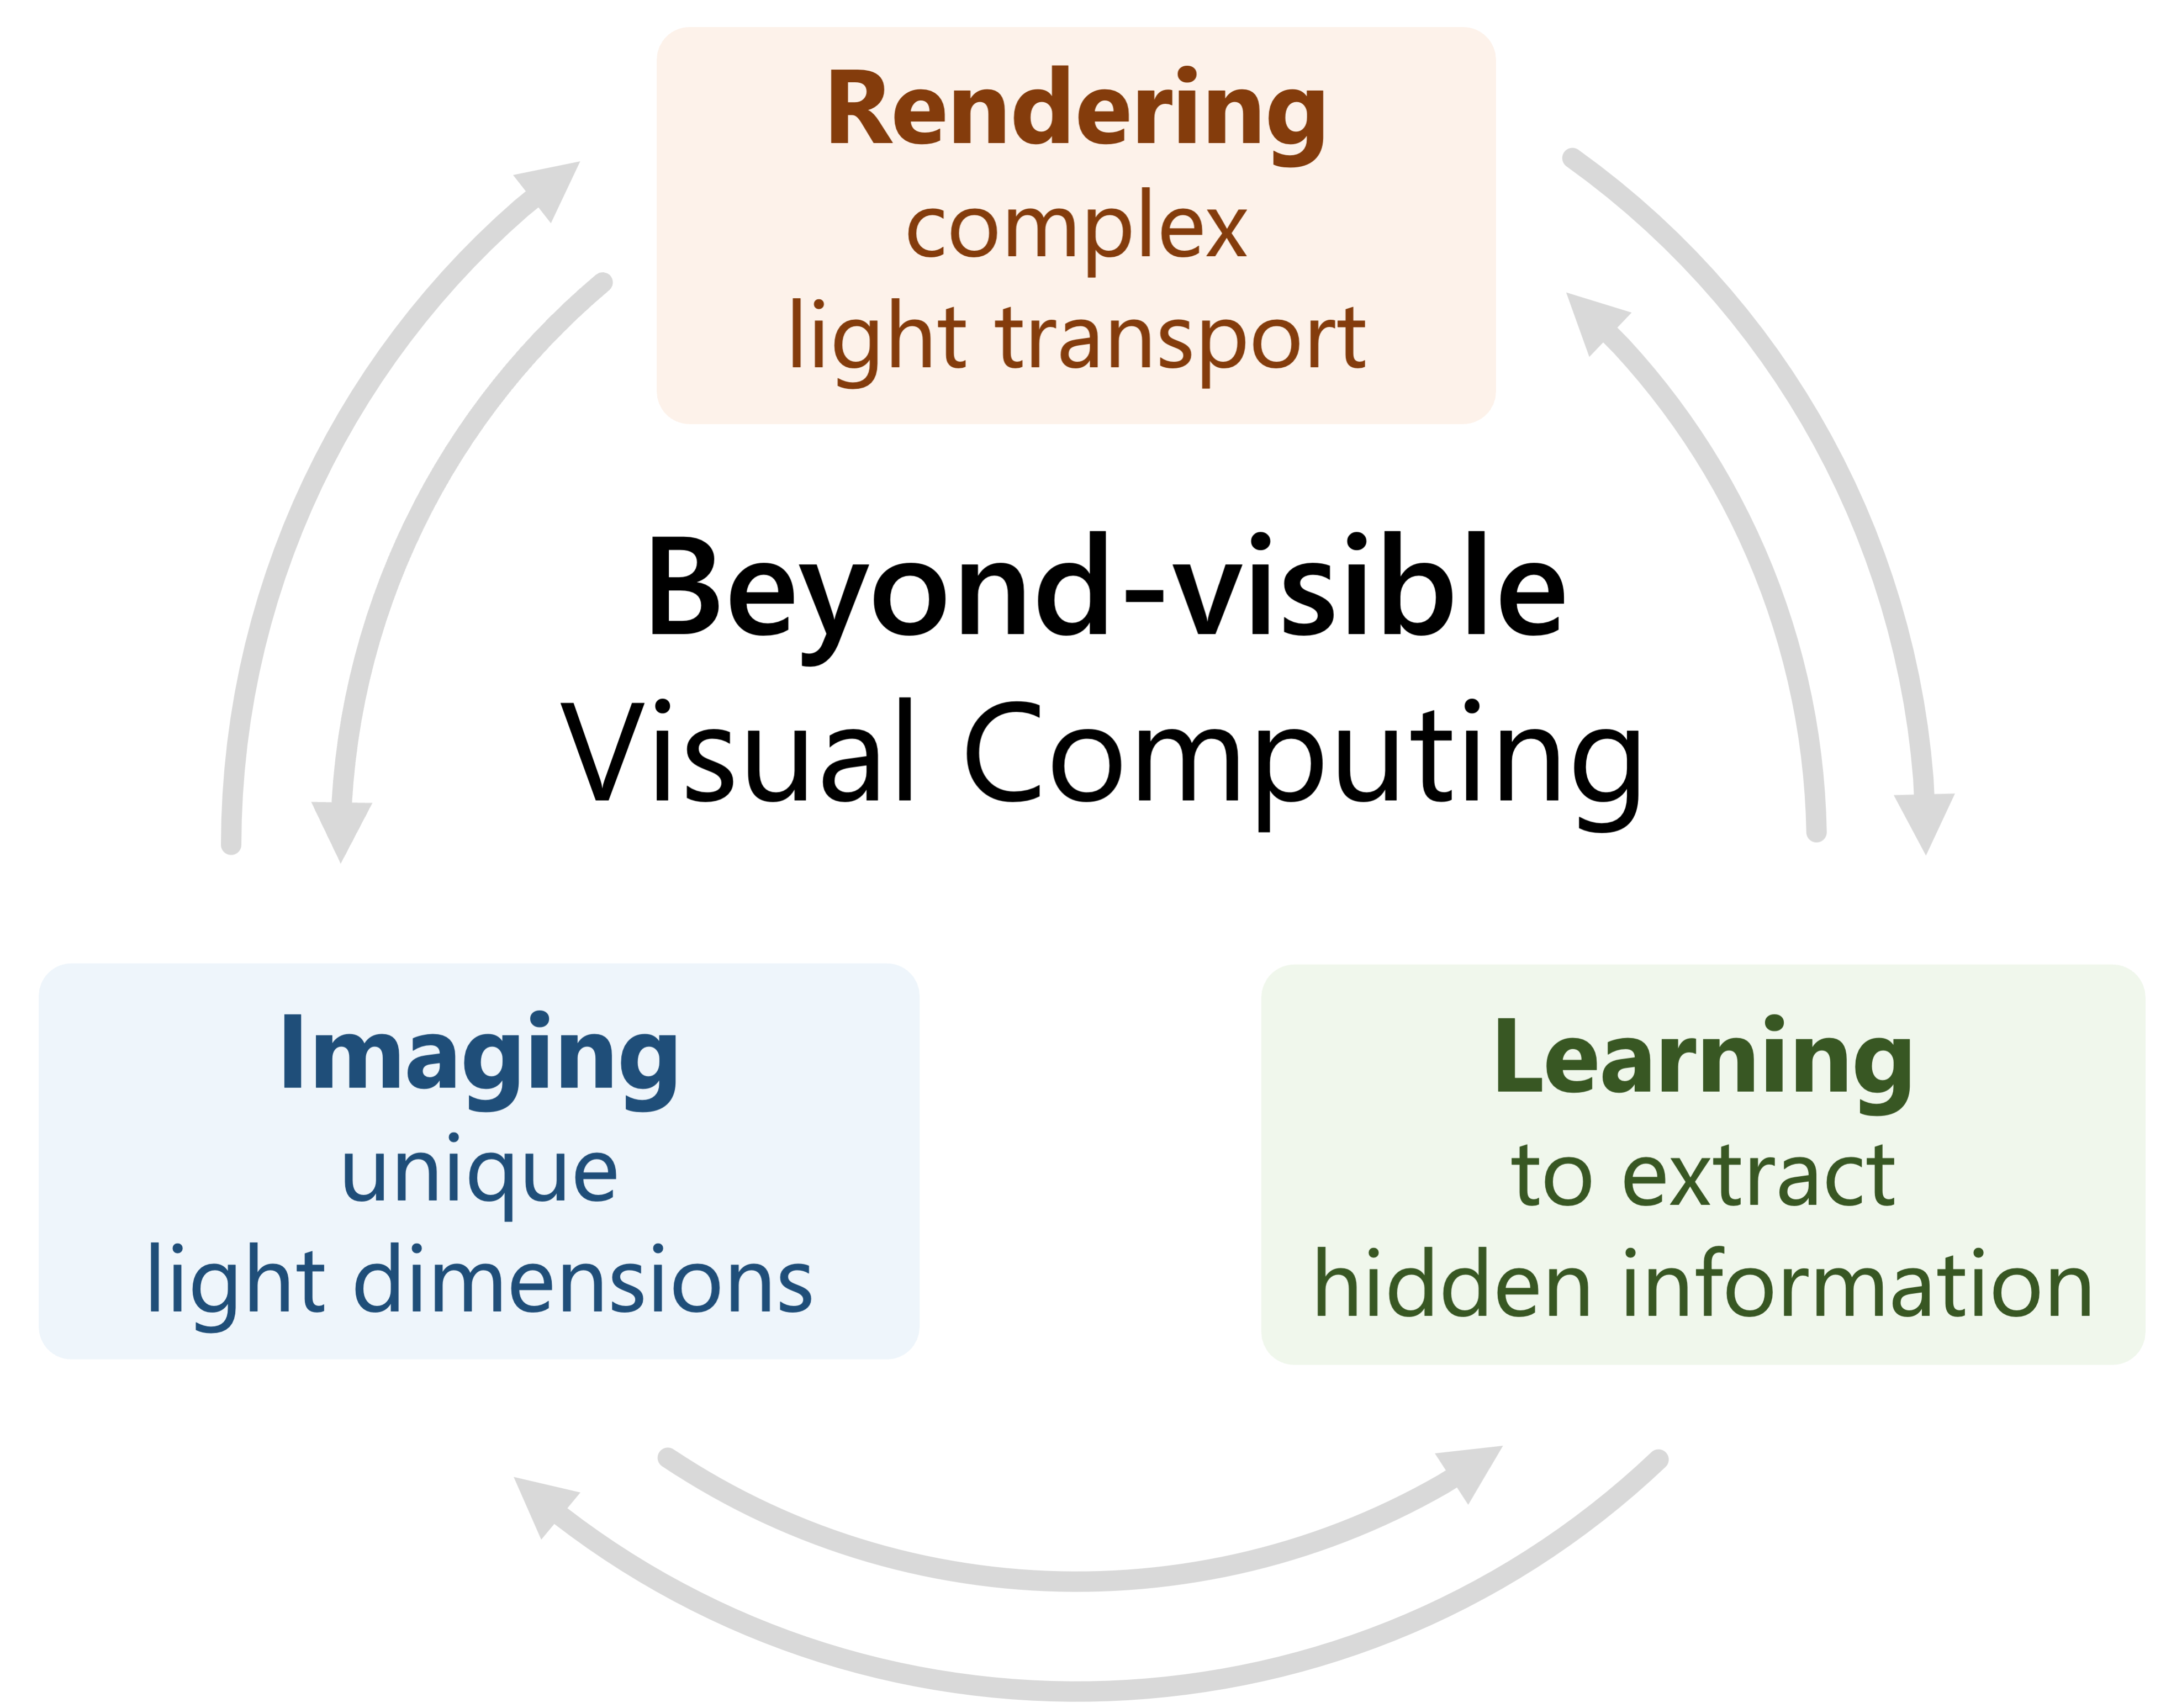 Rendering
complex
light transport
Beyond-visible
Visual Computing
Imaging
unique
light dimensions
Learning
to extract
hidden information